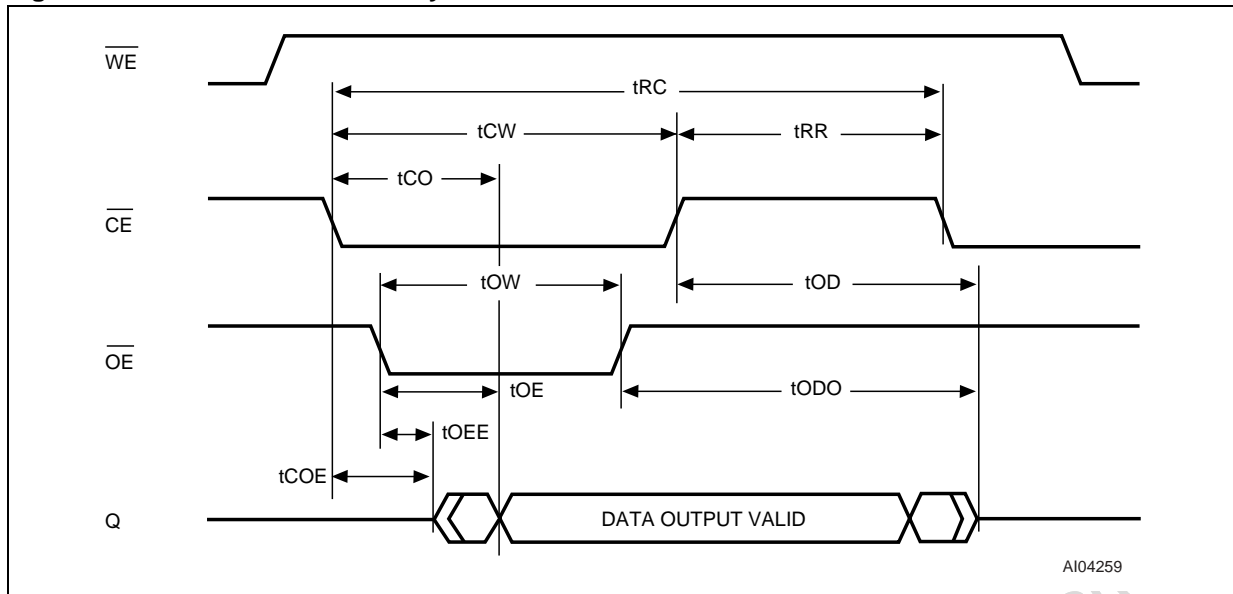 WE
tRC
tCW
tRR
tCO
CE
tOW
tOD
OE
tOE
tODO
tOEE
tCOE
Q
DATA OUTPUT VALID
AI04259